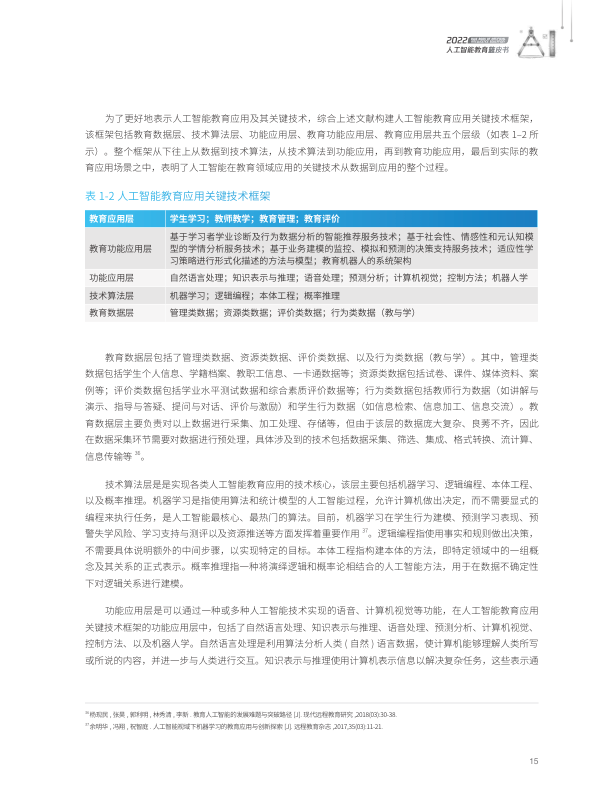 2022
人工智能教育蓝皮书
为了更好地表示人工智能教育应用及其关键技术，综合上述文献构建人工智能教育应用关键技术框架，
该框架包括教育数据层、技术算法层、功能应用层、教育功能应用层、教育应用层共五个层级（如表 1–2 所
示）。整个框架从下往上从数据到技术算法，从技术算法到功能应用，再到教育功能应用，最后到实际的教
育应用场景之中，表明了人工智能在教育领域应用的关键技术从数据到应用的整个过程。
表 1-2 人工智能教育应用关键技术框架
教育应用层 学生学习；教师教学；教育管理；教育评价
教育功能应用层 基于学习者学业诊断及行为数据分析的智能推荐服务技术；基于社会性、情感性和元认知模
型的学情分析服务技术；基于业务建模的监控、模拟和预测的决策支持服务技术；适应性学
习策略进行形式化描述的方法与模型；教育机器人的系统架构
功能应用层 自然语言处理；知识表示与推理；语音处理；预测分析；计算机视觉；控制方法；机器人学
技术算法层 机器学习；逻辑编程；本体工程；概率推理
教育数据层 管理类数据；资源类数据；评价类数据；行为类数据（教与学）
教育数据层包括了管理类数据、资源类数据、评价类数据、以及行为类数据（教与学）。其中，管理类
数据包括学生个人信息、学籍档案、教职工信息、一卡通数据等；资源类数据包括试卷、课件、媒体资料、案
例等；评价类数据包括学业水平测试数据和综合素质评价数据等；行为类数据包括教师行为数据（如讲解与
演示、指导与答疑、提问与对话、评价与激励）和学生行为数据（如信息检索、信息加工、信息交流）。教
育数据层主要负责对以上数据进行采集、加工处理、存储等，但由于该层的数据庞大复杂、良莠不齐，因此
在数据采集环节需要对数据进行预处理，具体涉及到的技术包括数据采集、筛选、集成、格式转换、流计算、
信息传输等 36。
技术算法层是是实现各类人工智能教育应用的技术核心，该层主要包括机器学习、逻辑编程、本体工程、
以及概率推理。机器学习是指使用算法和统计模型的人工智能过程，允许计算机做出决定，而不需要显式的
编程来执行任务，是人工智能最核心、最热门的算法。目前，机器学习在学生行为建模、预测学习表现、预
警失学风险、学习支持与测评以及资源推送等方面发挥着重要作用 37。逻辑编程指使用事实和规则做出决策，
不需要具体说明额外的中间步骤，以实现特定的目标。本体工程指构建本体的方法，即特定领域中的一组概
念及其关系的正式表示。概率推理指一种将演绎逻辑和概率论相结合的人工智能方法，用于在数据不确定性
下对逻辑关系进行建模。
功能应用层是可以通过一种或多种人工智能技术实现的语音、计算机视觉等功能，在人工智能教育应用
关键技术框架的功能应用层中，包括了自然语言处理、知识表示与推理、语音处理、预测分析、计算机视觉、
控制方法、以及机器人学。自然语言处理是利用算法分析人类 ( 自然 ) 语言数据，使计算机能够理解人类所写
或所说的内容，并进一步与人类进行交互。知识表示与推理使用计算机表示信息以解决复杂任务，这些表示通
36 杨现民 , 张昊 , 郭利明 , 林秀清 , 李新 . 教育人工智能的发展难题与突破路径 [J]. 现代远程教育研究 ,2018(03):30-38.
37 余明华 , 冯翔 , 祝智庭 . 人工智能视域下机器学习的教育应用与创新探索 [J]. 远程教育杂志 ,2017,35(03):11-21.
15